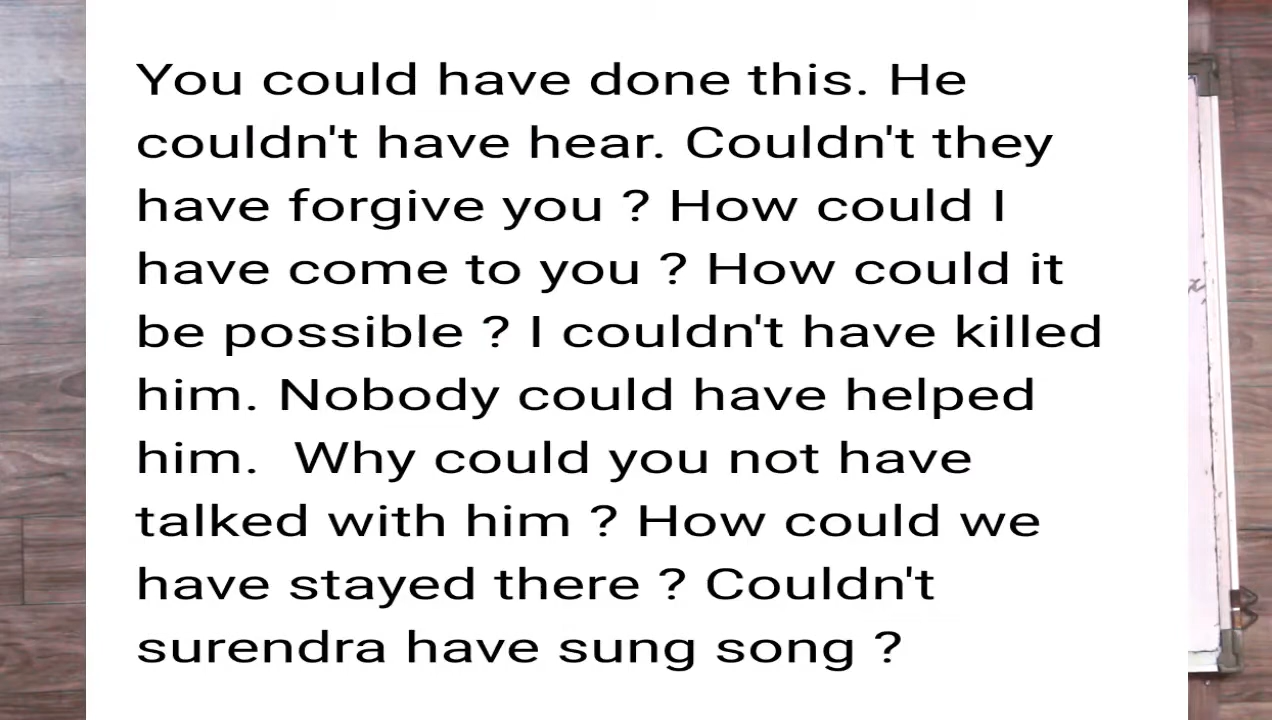 You could have done this. He
couldn't have hear. Couldn't they
have forgive you ? How could I
have come to you ? How could it
be possible ? I couldn't have killed
him. Nobody could have helped
him.  Why could you not have
talked with him ? How could we
have stayed there ? Couldn't
surendra have sung song ?